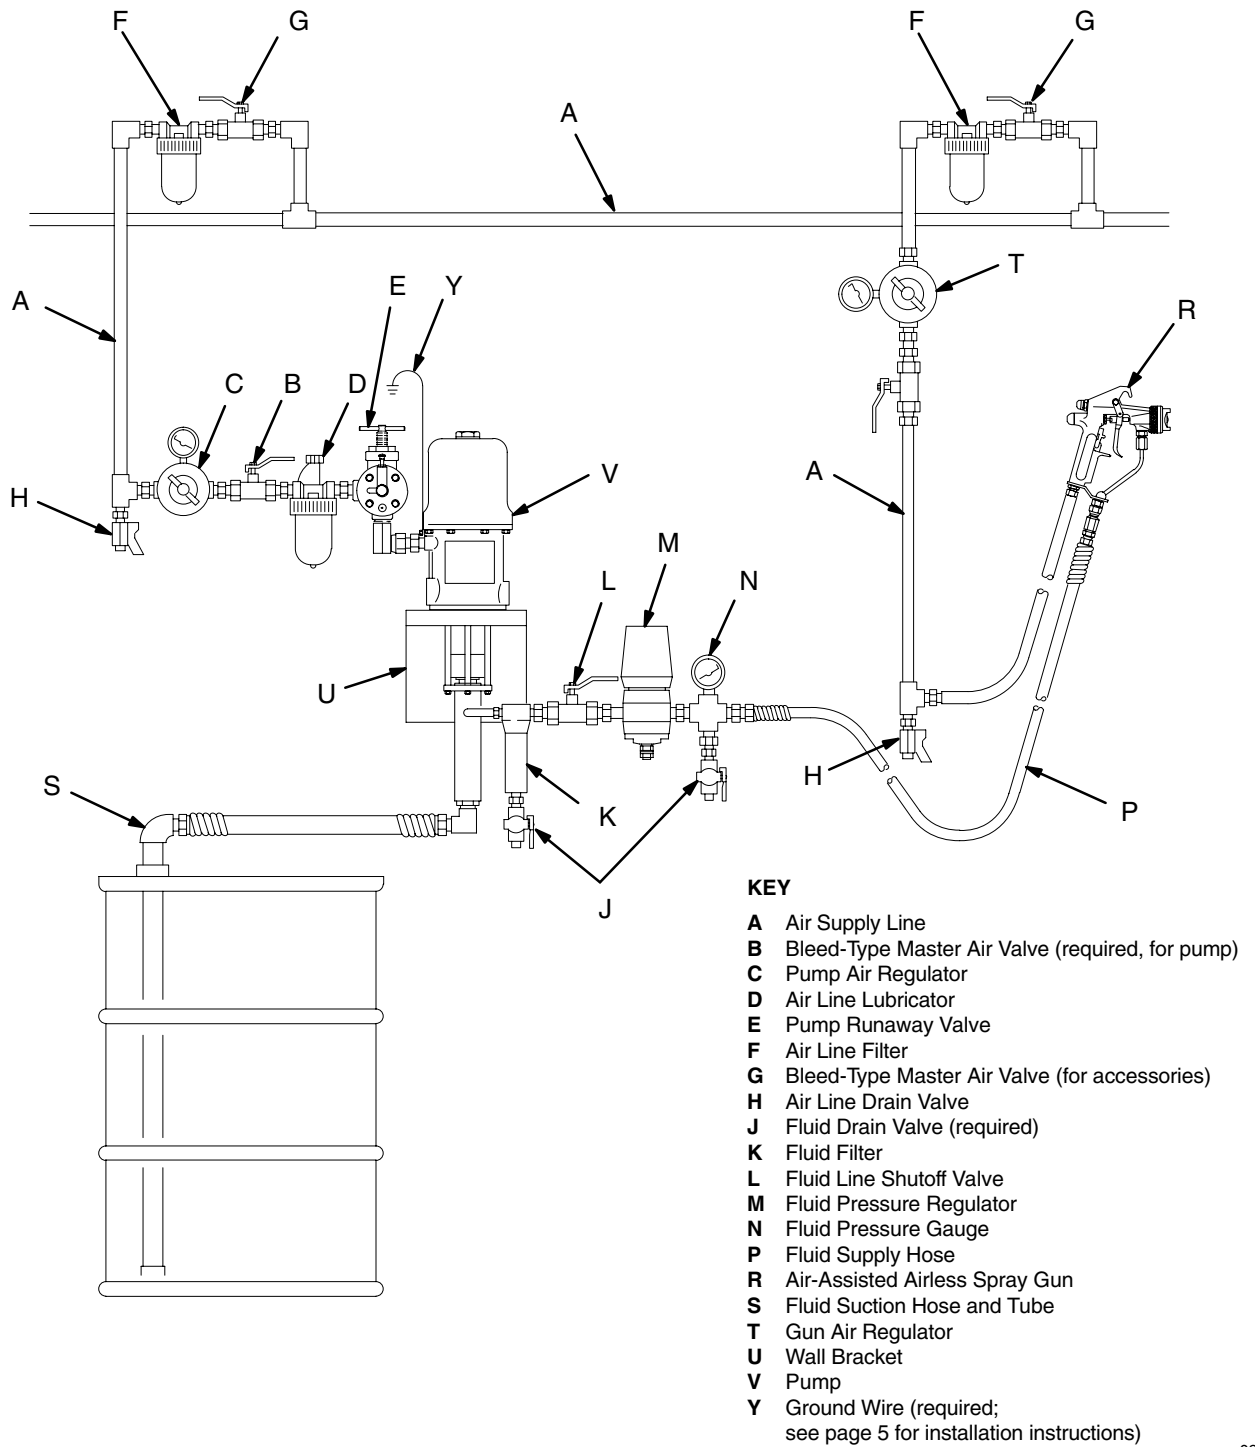 F
G
F
G
A
T
A
E
Y
R
C
B
D
V
A
H
M
L
N
U
H
S
K
P
J
KEY
A Air Supply Line
B Bleed-Type Master Air Valve (required, for pump)
C Pump Air Regulator
D Air Line Lubricator
E Pump Runaway Valve
F Air Line Filter
G Bleed-Type Master Air Valve (for accessories)
H Air Line Drain Valve
J Fluid Drain Valve (required)
K Fluid Filter
L Fluid Line Shutoff Valve
M Fluid Pressure Regulator
N Fluid Pressure Gauge
P Fluid Supply Hose
R Air-Assisted Airless Spray Gun
S Fluid Suction Hose and Tube
T Gun Air Regulator
U Wall Bracket
V Pump
Y Ground Wire (required;
see page 5 for installation instructions)